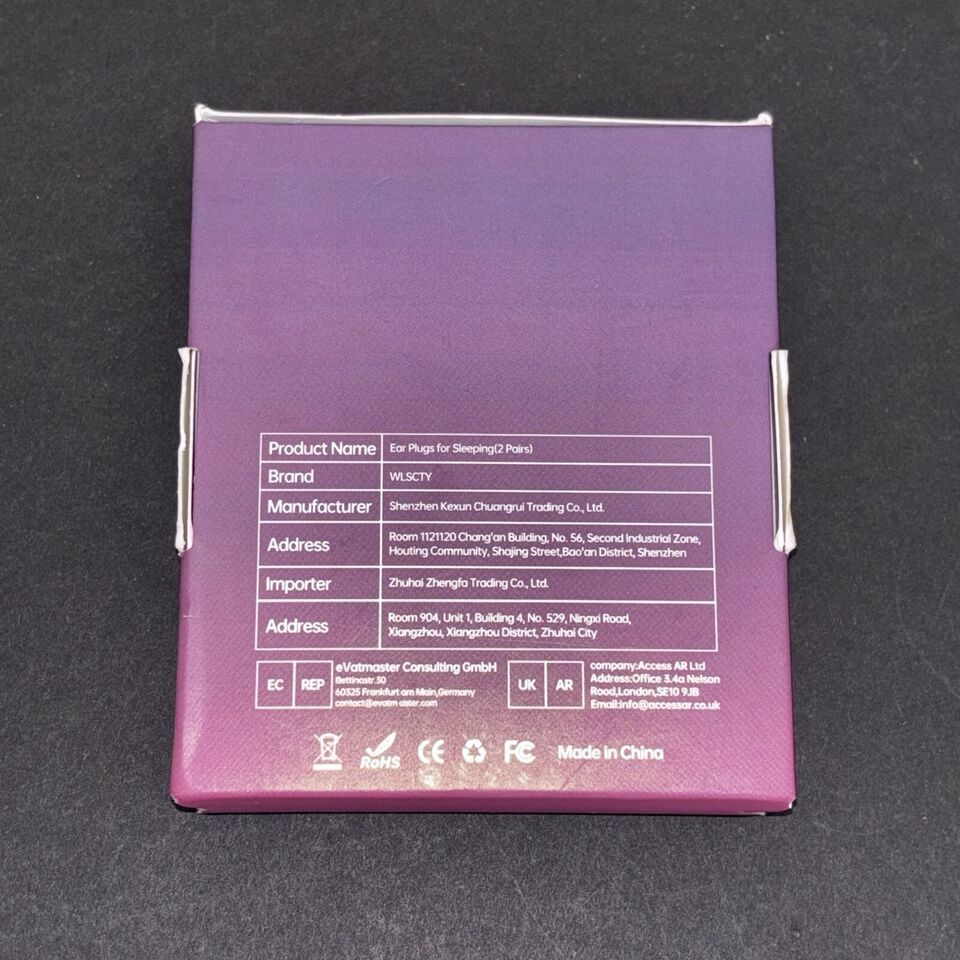 Product Name Ear Plugs for Sleeping(2 Pairs)
Brand WLSCTY
Manufacturer Shenzhen Kexun Chuangrui Trading Co., Ltd.
Address Room 1121120 Chang'an Building, No. 56, Second Industrial Zone,
Houting Community, Shajing Street,Bao'an District, Shenzhen
Importer Zhuhai Zhengfa Trading Co., Ltd.
Address Room 904, Unit 1, Building 4, No. 529, Ningxi Road,
Xiangzhou, Xiangzhou District, Zhuhai City
EC REP
eVatmaster Consulting GmbH
Bettinastr.30
60325 Frankfurt am Main,Germany
contact@evatmaster.com
UK AR
company:Access AR Ltd
Address:Office 3.4a Nelson
Road,London,SE10 9JB
Email:info@accessar.co.uk
RoHS CE FC Made in China